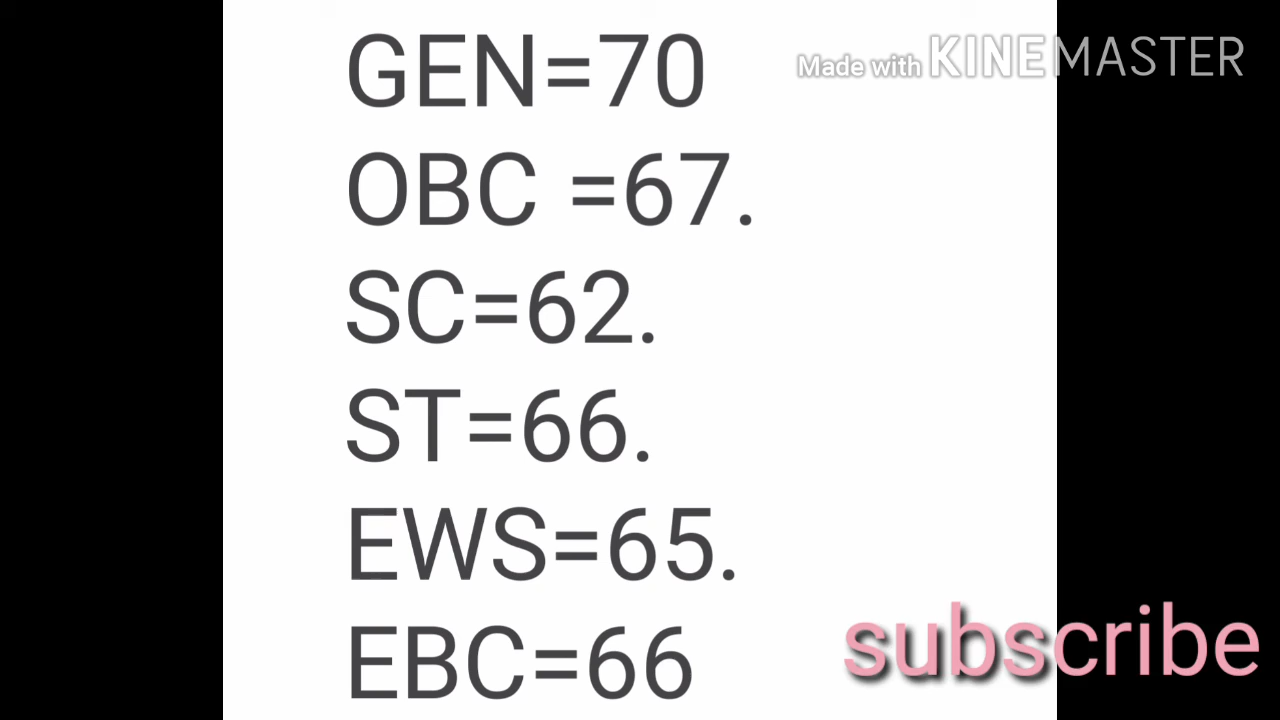 GEN=70
Made with KINEMASTER
OBC =67.
SC=62.
ST=66.
EWS=65.
EBC=66
subscribe